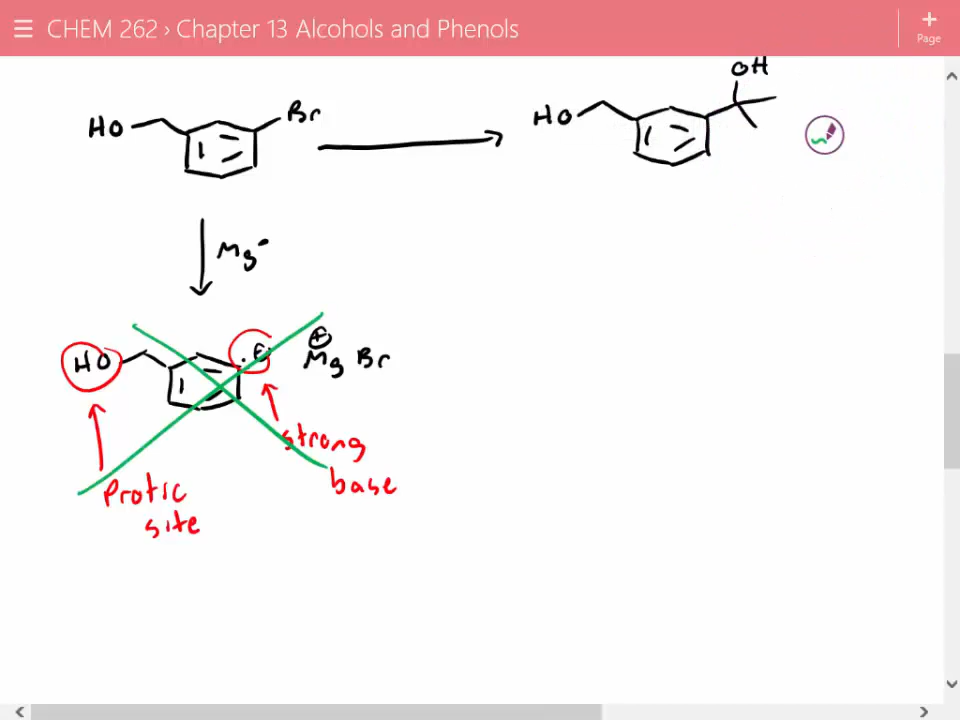 CHEM 262 › Chapter 13 Alcohols and Phenols
+
Page
OH
HO
Br
HO
Mg
HO
⊕
Mg Br
strong
base
Protic
site